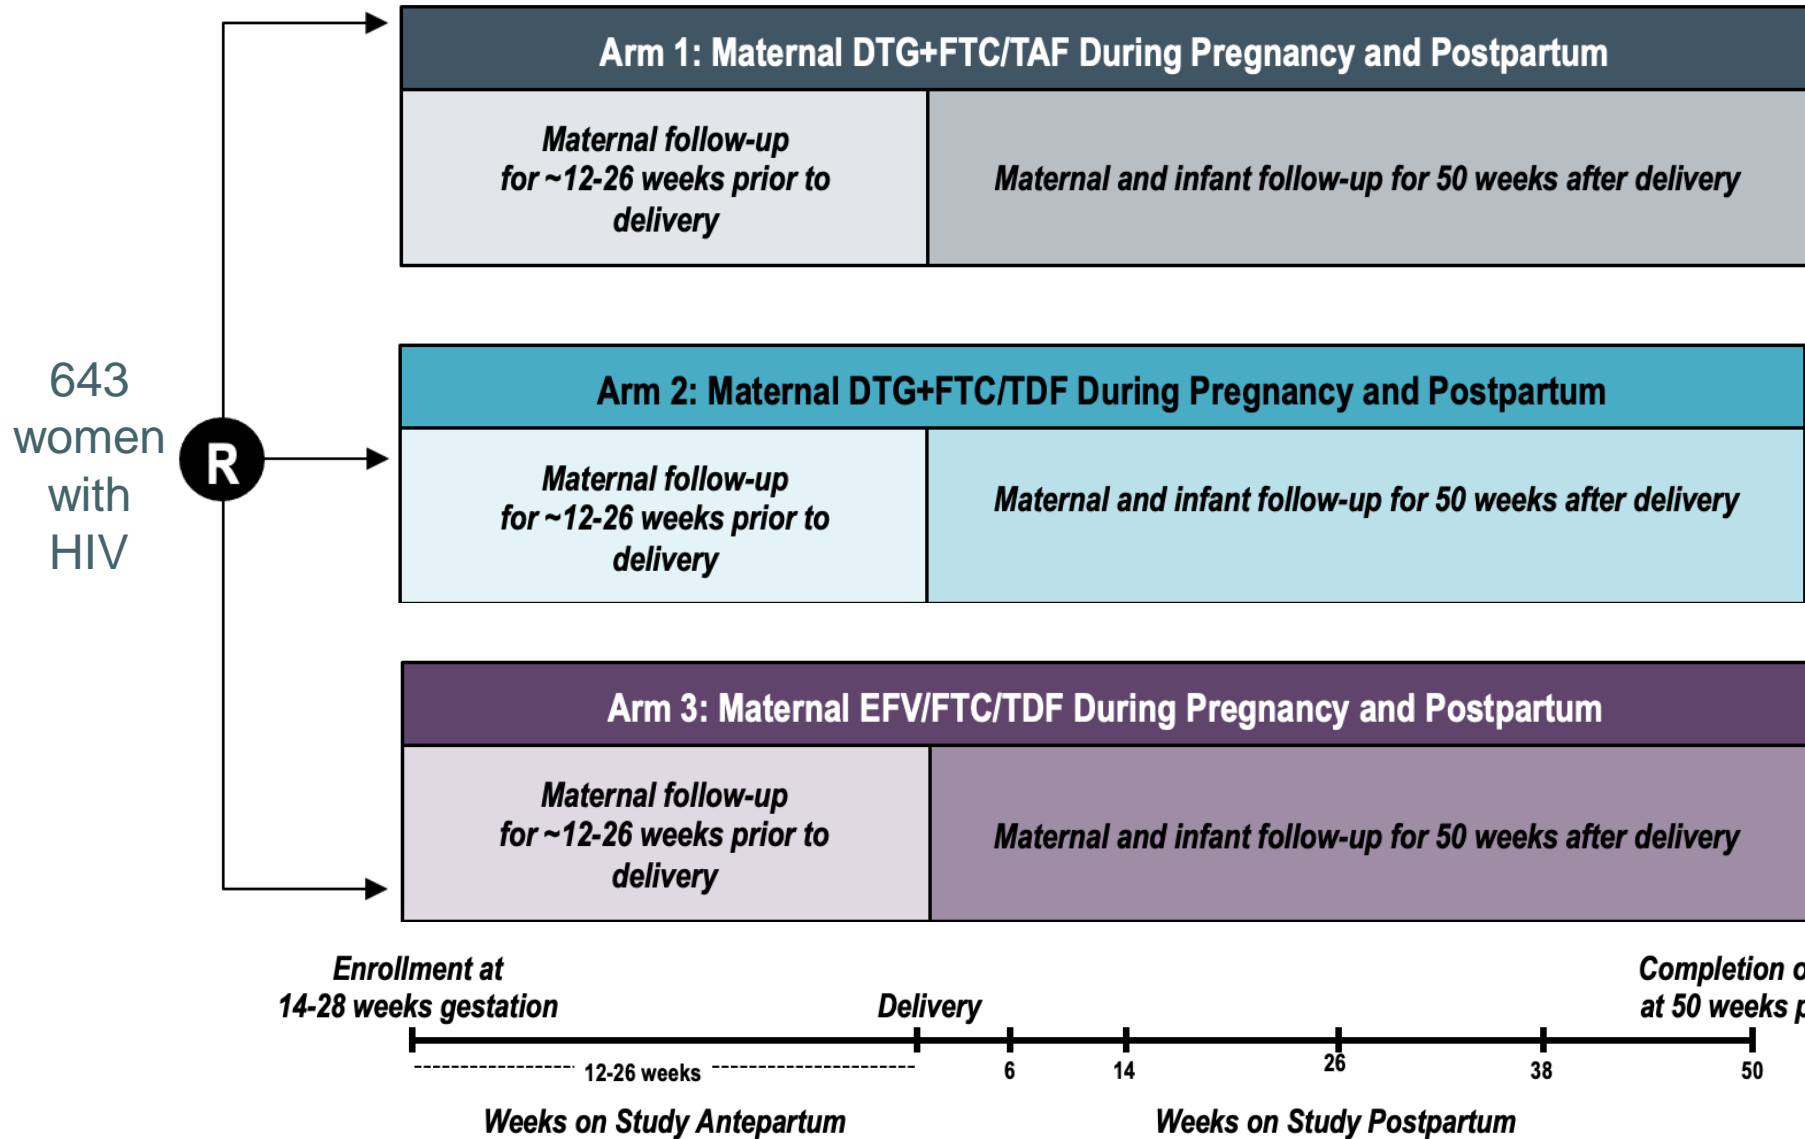 643
women
with
HIV
R
Arm 1: Maternal DTG+FTC/TAF During Pregnancy and Postpartum
Maternal follow-up
for ~12-26 weeks prior to
delivery
Maternal and infant follow-up for 50 weeks after delivery
Arm 2: Maternal DTG+FTC/TDF During Pregnancy and Postpartum
Maternal follow-up
for ~12-26 weeks prior to
delivery
Maternal and infant follow-up for 50 weeks after delivery
Arm 3: Maternal EFV/FTC/TDF During Pregnancy and Postpartum
Maternal follow-up
for ~12-26 weeks prior to
delivery
Maternal and infant follow-up for 50 weeks after delivery
Enrollment at
14-28 weeks gestation
Delivery
Completion
at 50 weeks
12-26 weeks
6 14 26 38 50
Weeks on Study Antepartum
Weeks on Study Postpartum